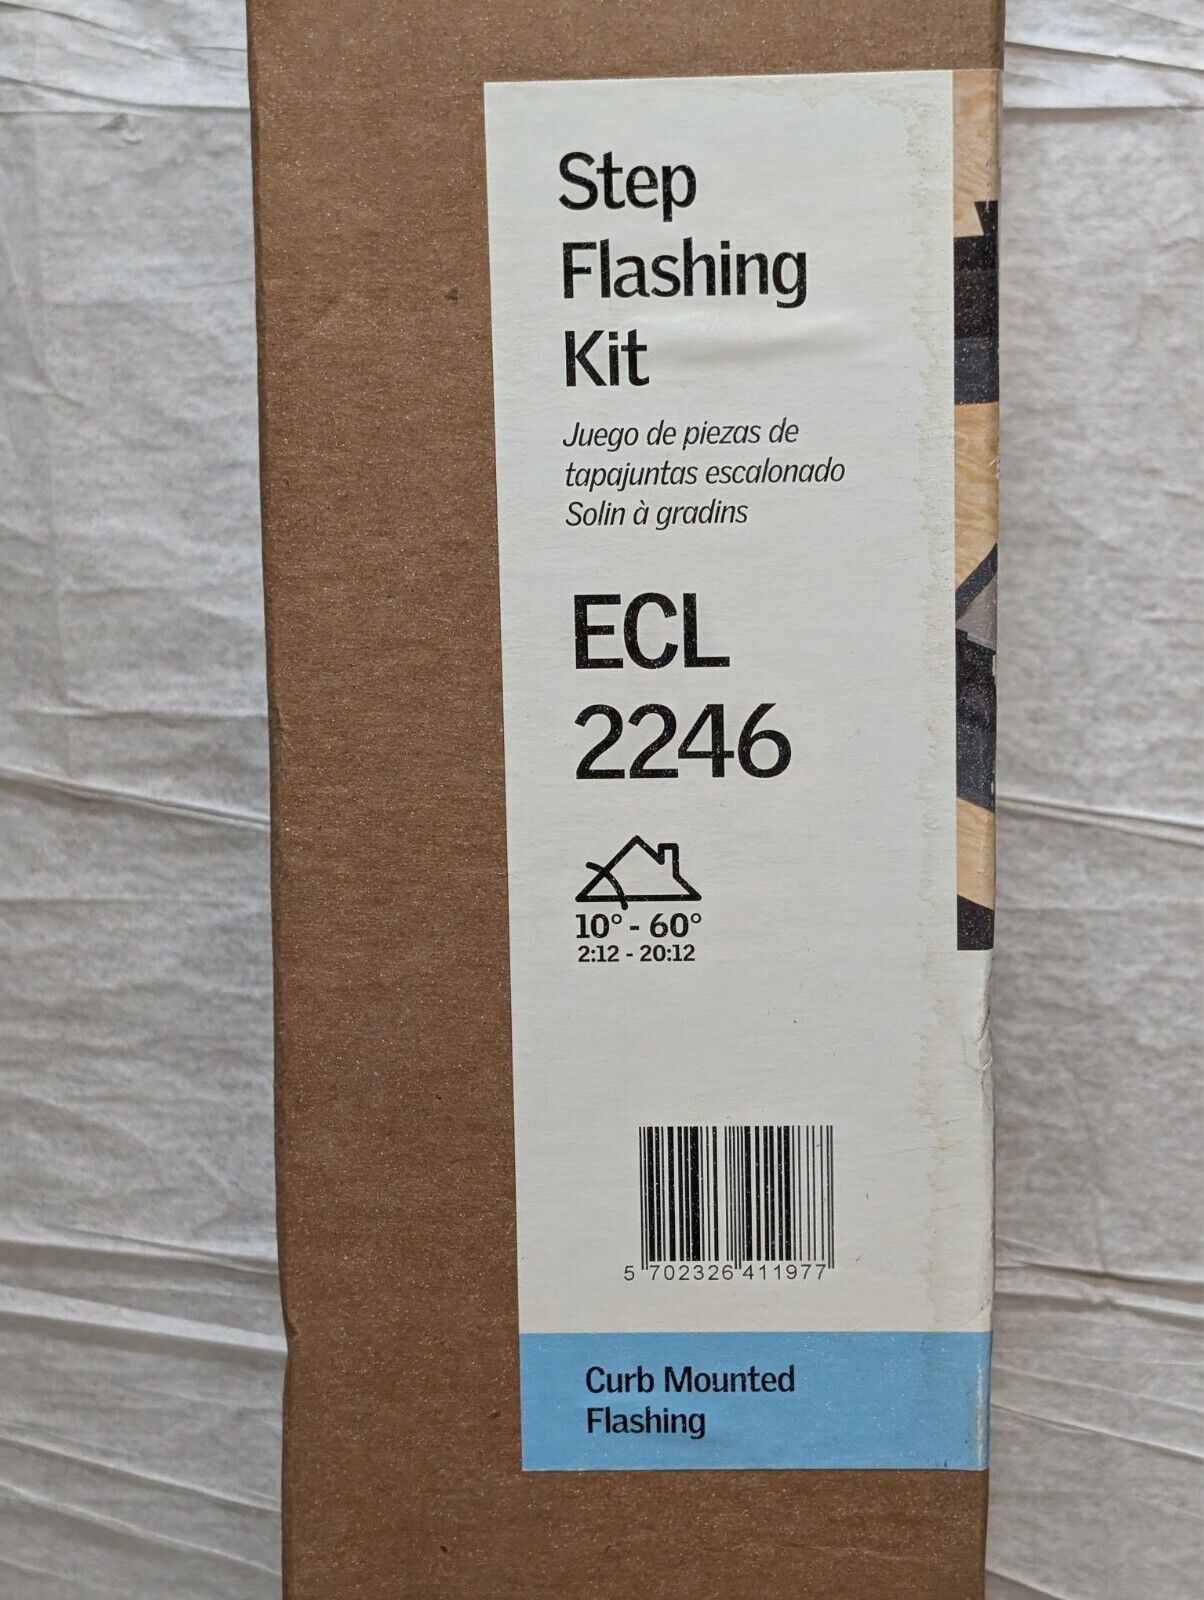 Step
Flashing
Kit
Juego de piezas de
tapajuntas escalonado
Solin à gradins
ECL
2246
10° - 60°
2:12 - 20:12
5 702326 411977
Curb Mounted
Flashing